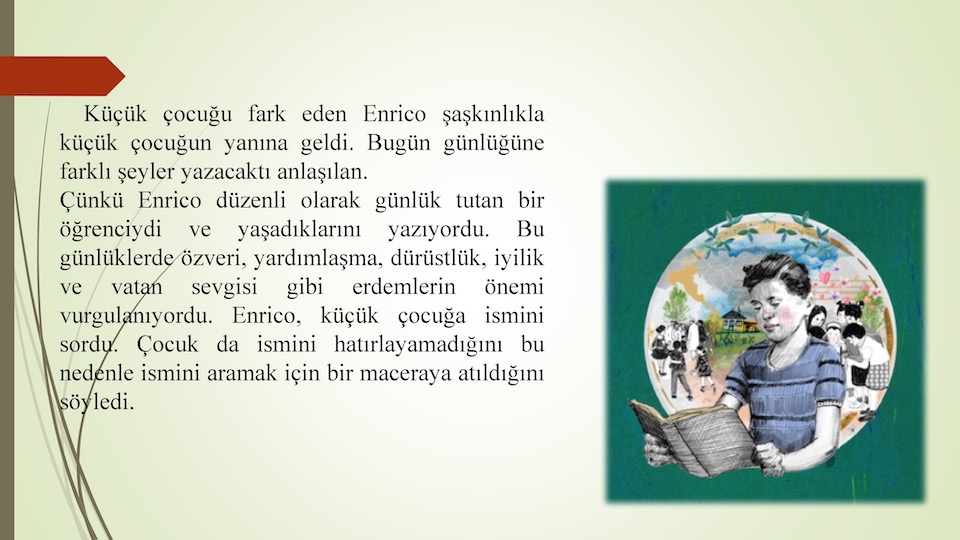 Küçük çocuğu fark eden Enrico şaşkınlıkla
küçük çocuğun yanına geldi. Bugün günlüğüne
farklı şeyler yazacaktı anlaşılan.
Çünkü Enrico düzenli olarak günlük tutan bir
öğrenciydi ve yaşadıklarını yazıyordu. Bu
günlüklerde özveri, yardımlaşma, dürüstlük, iyilik
ve vatan sevgisi gibi erdemlerin önemi
vurgulanıyordu. Enrico, küçük çocuğa ismini
sordu. Çocuk da ismini hatırlayamadığını bu
nedenle ismini aramak için bir maceraya atıldığını
söyledi.